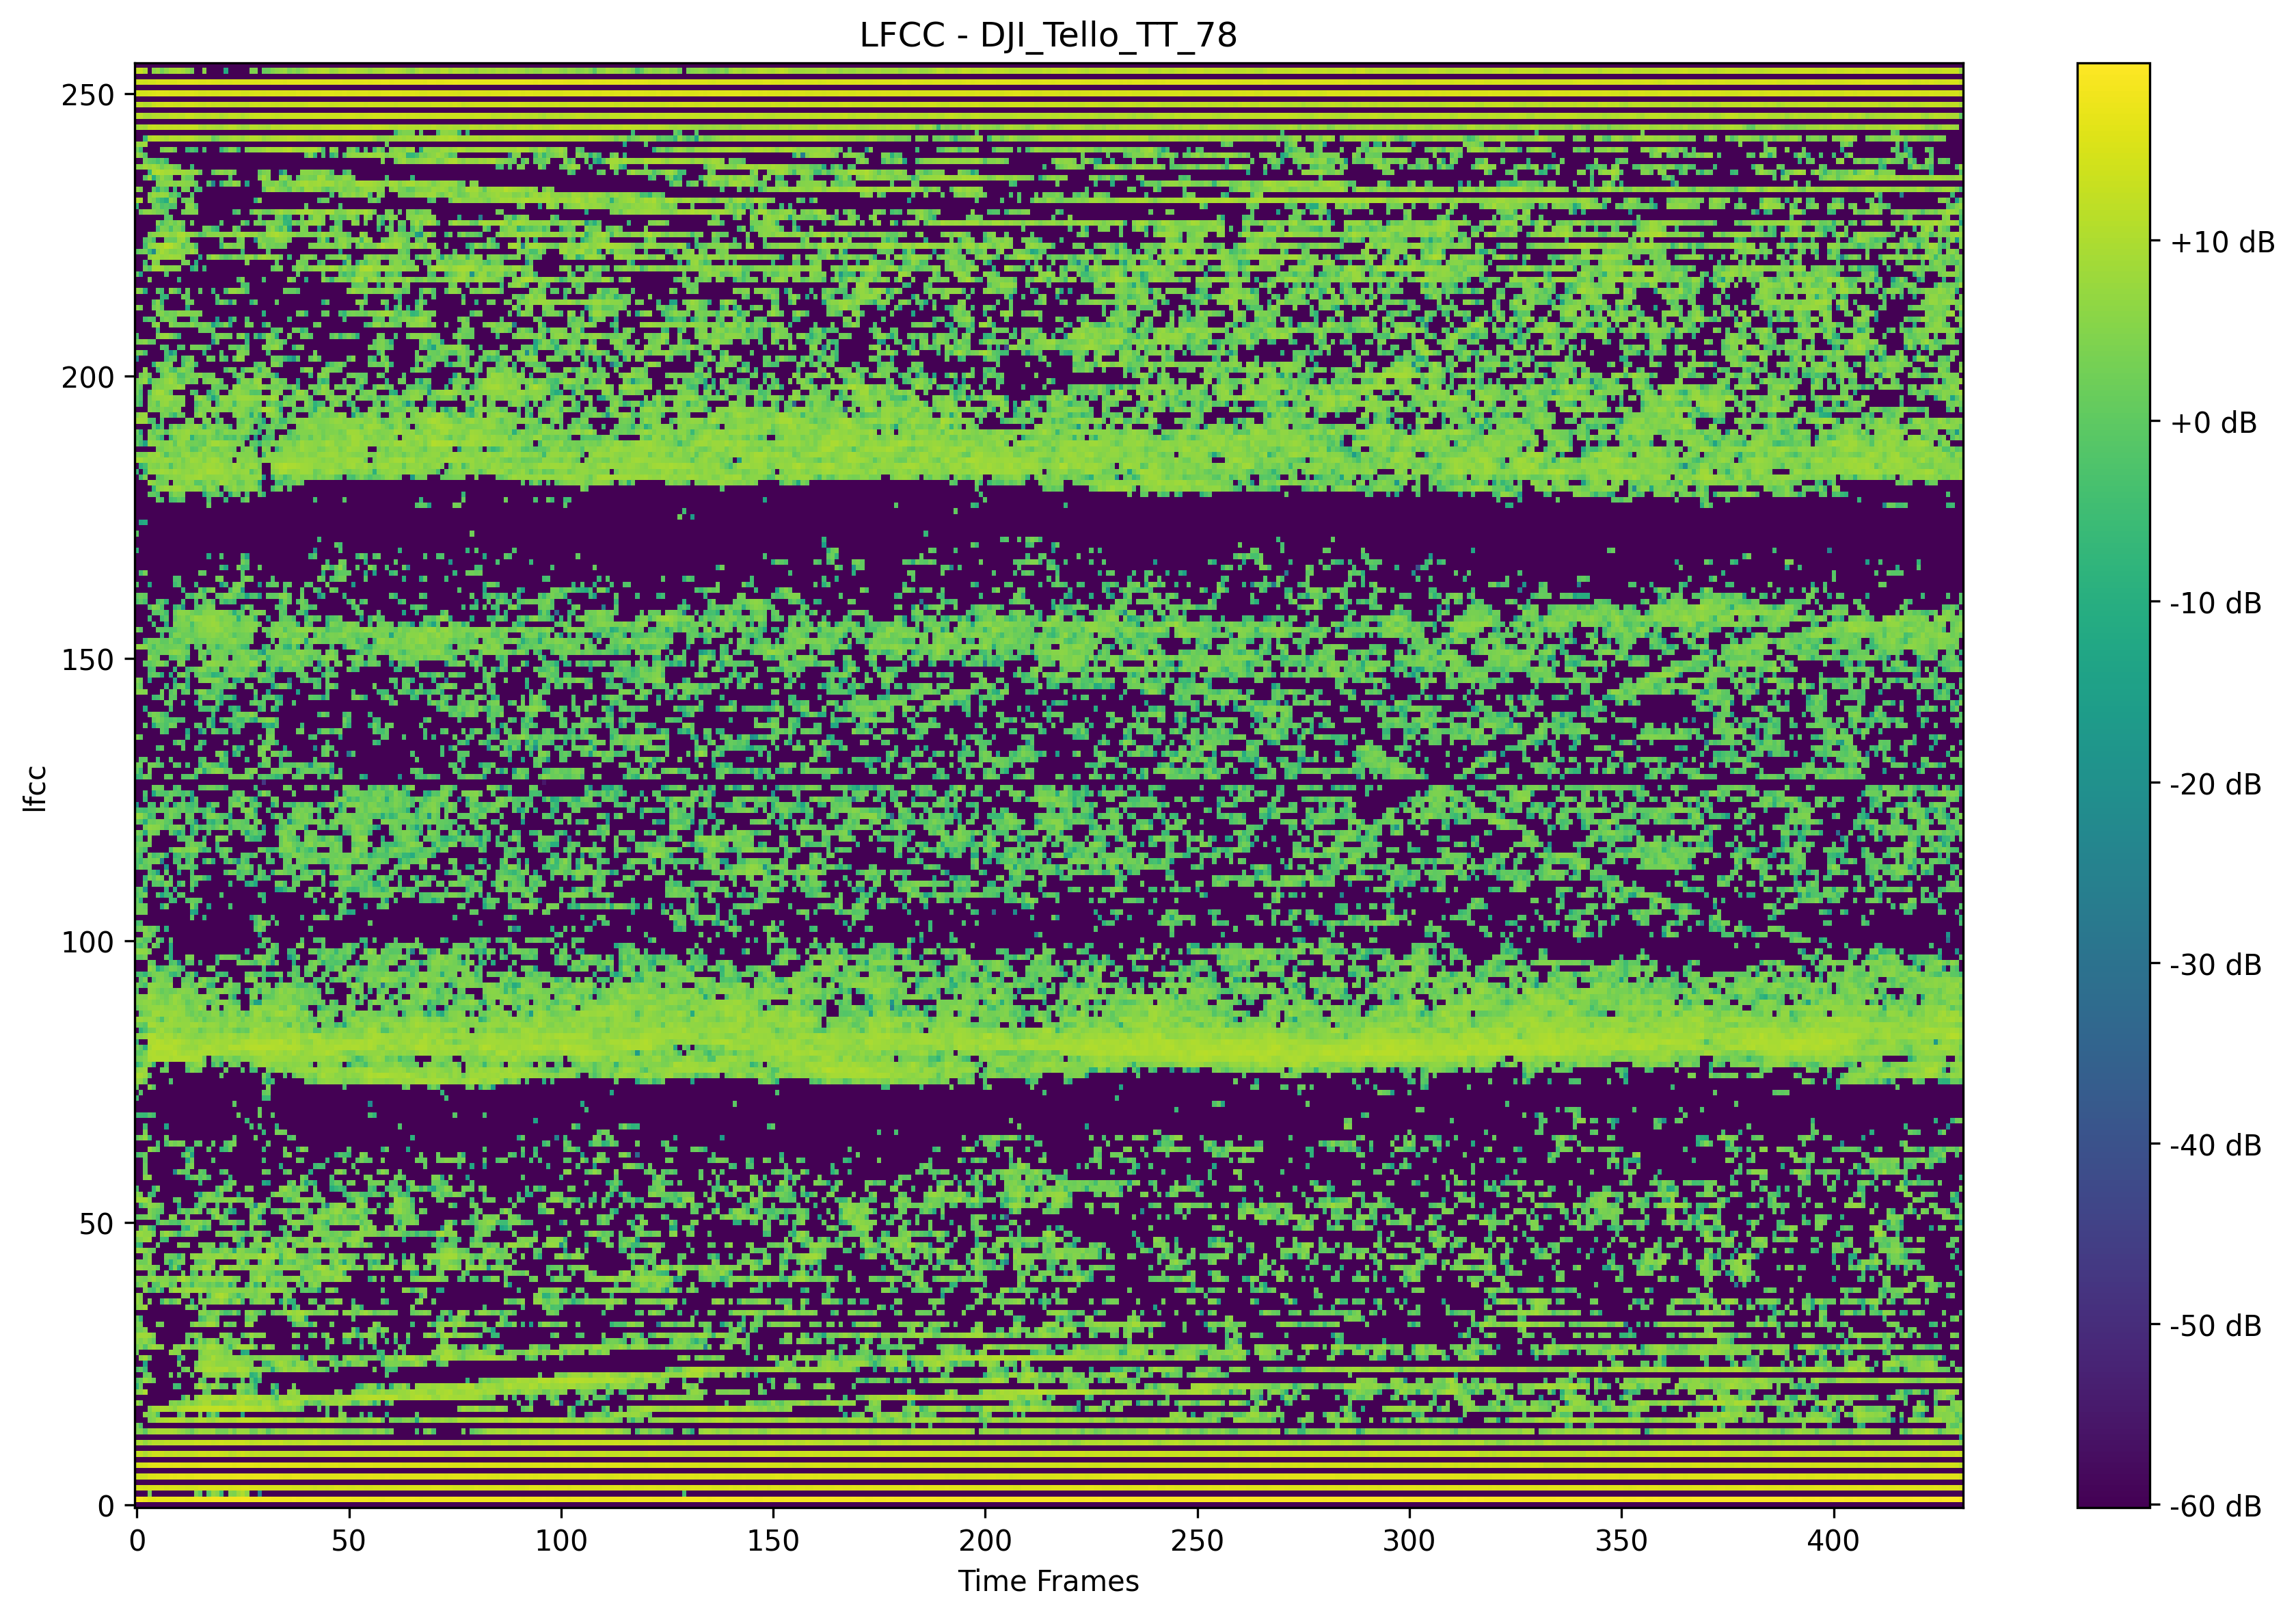 LFCC - DJI_Tello_TT_78
250
200
150
100
50
0
lfcc
0 50 100 150 200 250 300 350 400
Time Frames
+10 dB
+0 dB
-10 dB
-20 dB
-30 dB
-40 dB
-50 dB
-60 dB